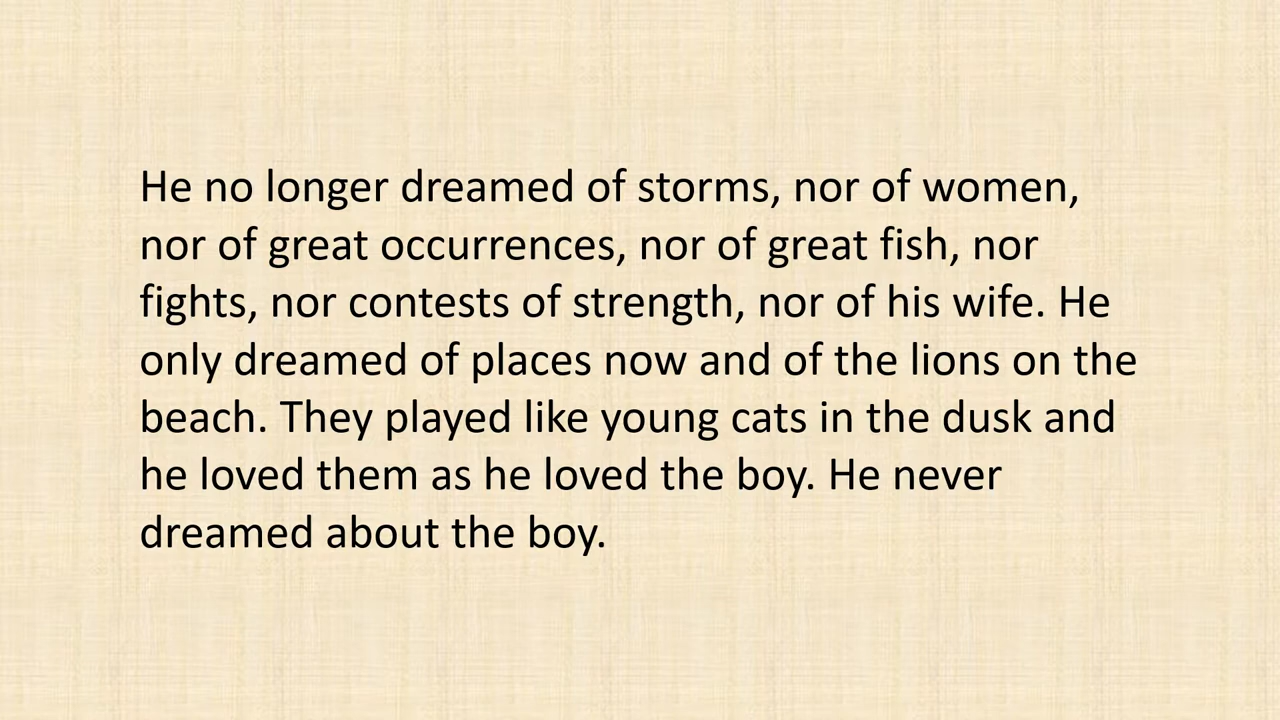 He no longer dreamed of storms, nor of women,
nor of great occurrences, nor of great fish, nor
fights, nor contests of strength, nor of his wife. He
only dreamed of places now and of the lions on the
beach. They played like young cats in the dusk and
he loved them as he loved the boy. He never
dreamed about the boy.